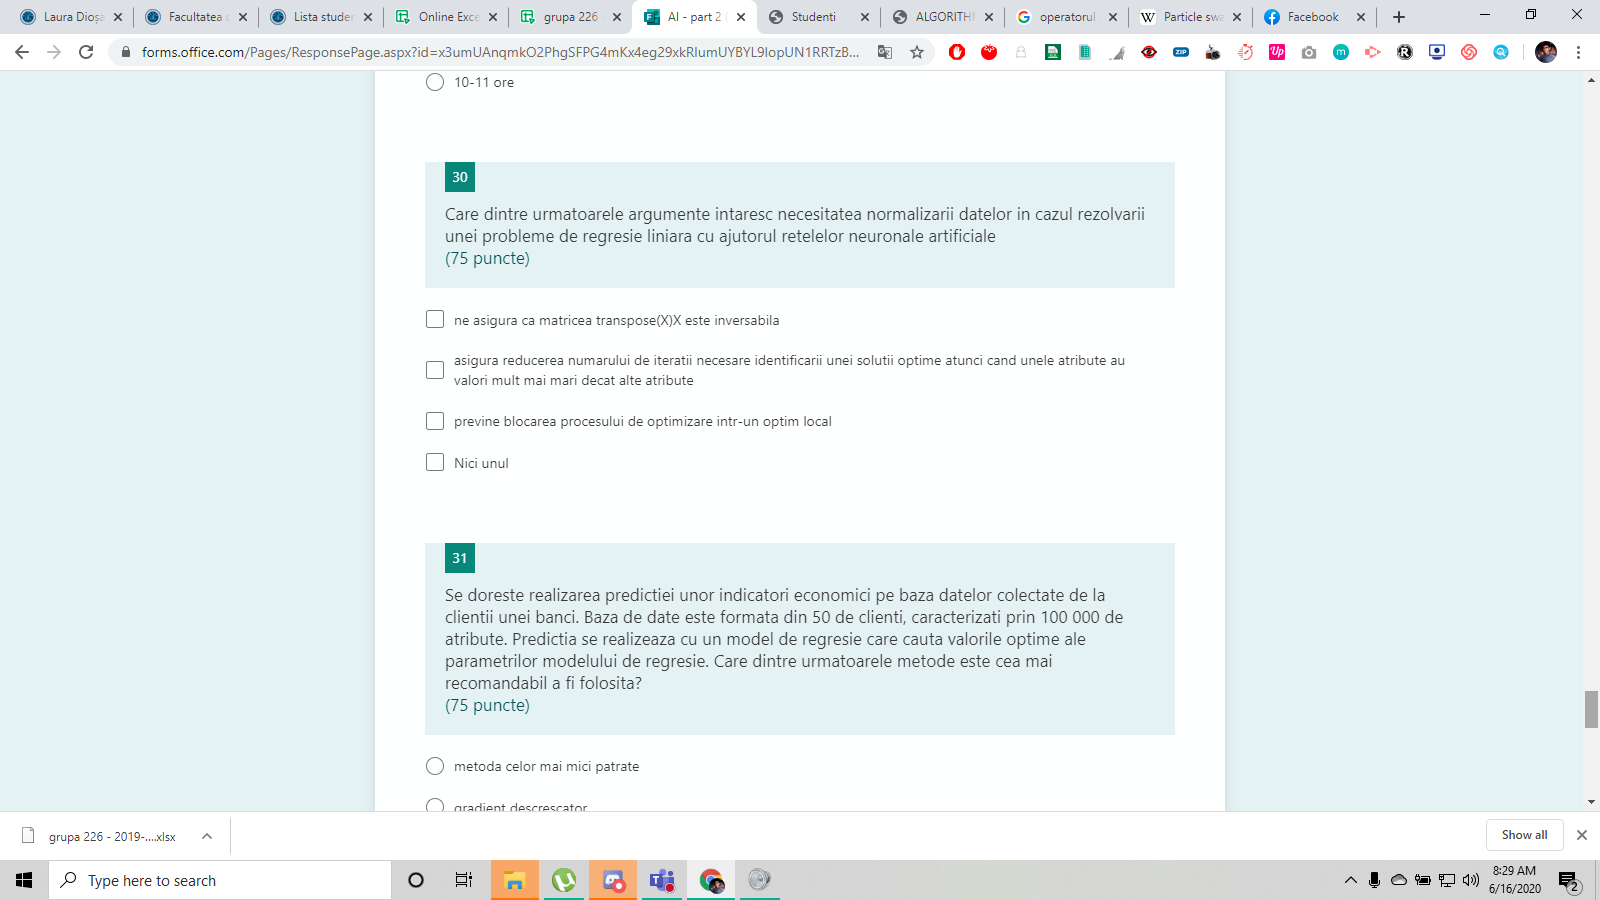 Laura Dioșa
Facultatea c
Lista studer
Online Exce
grupa 226 -
AI - part 2 (
Studenti
ALGORITH
operatorul
Particle swa
Facebook
forms.office.com/Pages/ResponsePage.aspx?id=x3umUAnqmkO2PhgSFPG4mKx4eg29xkRIumUYBYL9IopUN1RRTzB...
10-11 ore
30
Care dintre urmatoarele argumente intaresc necesitatea normalizarii datelor in cazul rezolvarii
unei probleme de regresie liniara cu ajutorul retelelor neuronale artificiale
(75 puncte)
ne asigura ca matricea transpose(X)X este inversabila
asigura reducerea numarului de iteratii necesare identificarii unei solutii optime atunci cand unele atribute au
valori mult mai mari decat alte atribute
previne blocarea procesului de optimizare intr-un optim local
Nici unul
31
Se doreste realizarea predictiei unor indicatori economici pe baza datelor colectate de la
clientii unei banci. Baza de date este formata din 50 de clienti, caracterizati prin 100 000 de
atribute. Predictia se realizeaza cu un model de regresie care cauta valorile optime ale
parametrilor modelului de regresie. Care dintre urmatoarele metode este cea mai
recomandabil a fi folosita?
(75 puncte)
metoda celor mai mici patrate
gradient descrescator
grupa 226 - 2019-....xlsx
Show all
Type here to search
8:29 AM
6/16/2020
2